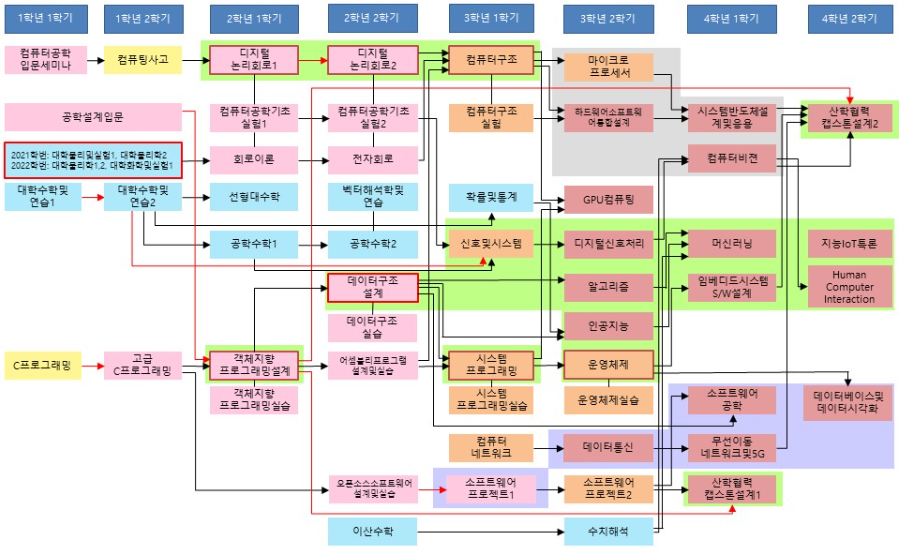 1학년 1학기
1학년 2학기
2학년 1학기
2학년 2학기
3학년 1학기
3학년 2학기
4학년 1학기
4학년 2학기
컴퓨터공학
입문세미나
컴퓨팅사고
디지털
논리회로1
디지털
논리회로2
컴퓨터구조
마이크로
프로세서
공학설계입문
컴퓨터공학기초
실험1
컴퓨터공학기초
실험2
컴퓨터구조
실험
하드웨어소프트웨
어통합설계
시스템반도체설
계및응용
산학협력
캡스톤설계2
2021학번: 대학물리및실험1, 대학물리학2
2022학번: 대학물리학1,2, 대학화학및실험1
회로이론
전자회로
컴퓨터비젼
대학수학및
연습1
대학수학및
연습2
선형대수학
벡터해석학및
연습
확률및통계
GPU컴퓨팅
공학수학1
공학수학2
신호및시스템
디지털신호처리
머신러닝
지능IoT특론
데이터구조
설계
알고리즘
임베디드시스템
S/W설계
Human
Computer
Interaction
데이터구조
실습
인공지능
C프로그래밍
고급
C프로그래밍
객체지향
프로그래밍설계
어셈블리프로그램
설계및실습
시스템
프로그래밍
운영체제
객체지향
프로그래밍실습
시스템
프로그래밍실습
운영체제실습
소프트웨어
공학
데이터베이스및
데이터시각화
컴퓨터
네트워크
데이터통신
무선이동
네트워크및5G
오픈소스소프트웨어
설계및실습
소프트웨어
프로젝트1
소프트웨어
프로젝트2
산학협력
캡스톤설계1
이산수학
수치해석